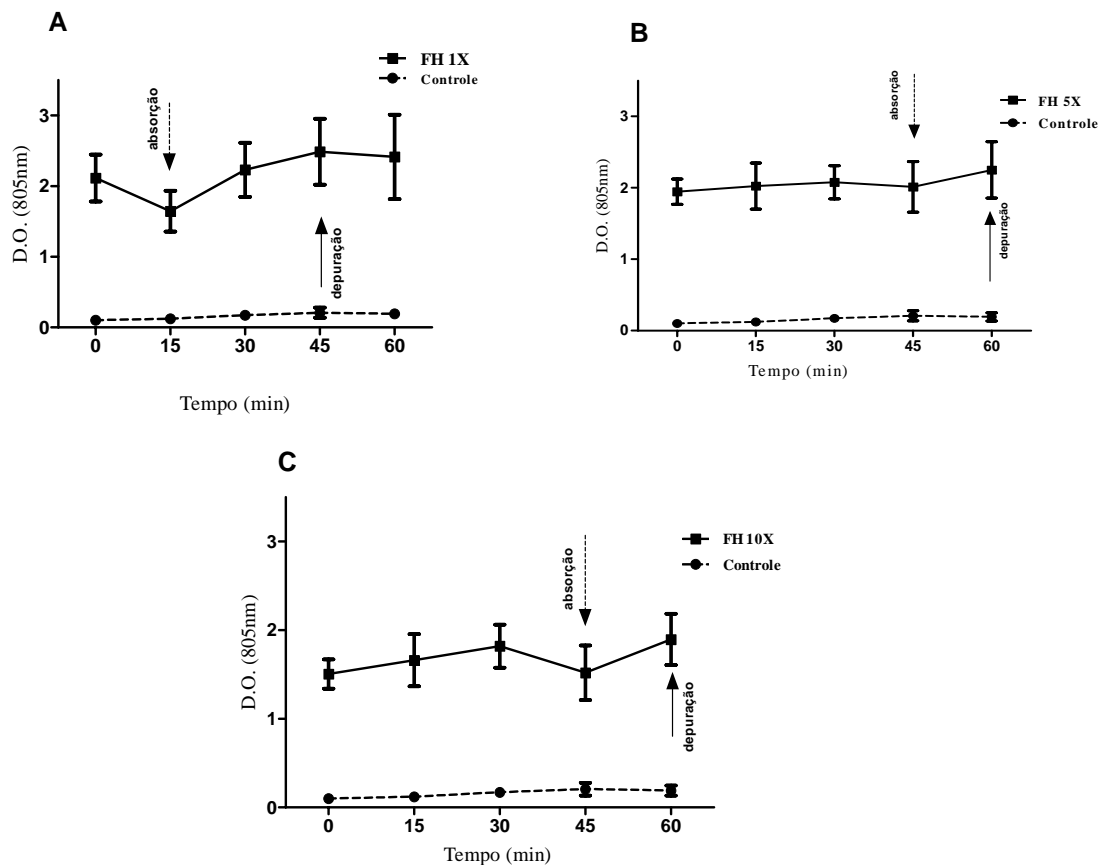 A
FH 1X
Controle
absorção
depuração
D.O. (805nm)
3
2
1
0
0 15 30 45 60
Tempo (min)
B
FH 5X
Controle
absorção
depuração
D.O. (805nm)
3
2
1
0
0 15 30 45 60
Tempo (min)
C
FH 10X
Controle
absorção
depuração
D.O. (805nm)
3
2
1
0
0 15 30 45 60
Tempo (min)